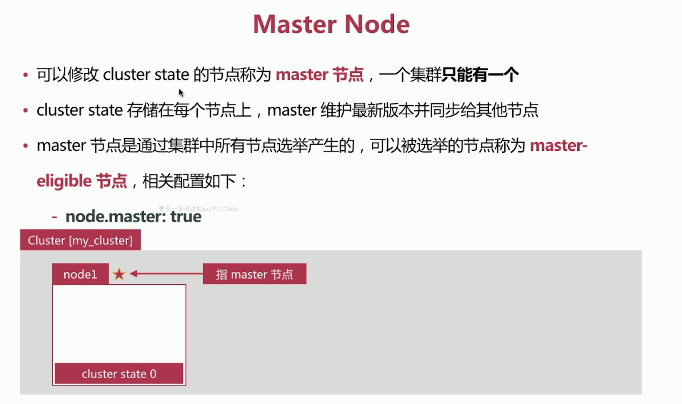 Master Node
• 可以修改 cluster state 的节点称为 master 节点，一个集群只能有一个
• cluster state 存储在每个节点上，master 维护最新版本并同步给其他节点
• master 节点是通过集群中所有节点选举产生的，可以被选举的节点称为 master-
eligible 节点，相关配置如下：
- node.master: true
Cluster [my_cluster]
node1
指 master 节点
cluster state 0